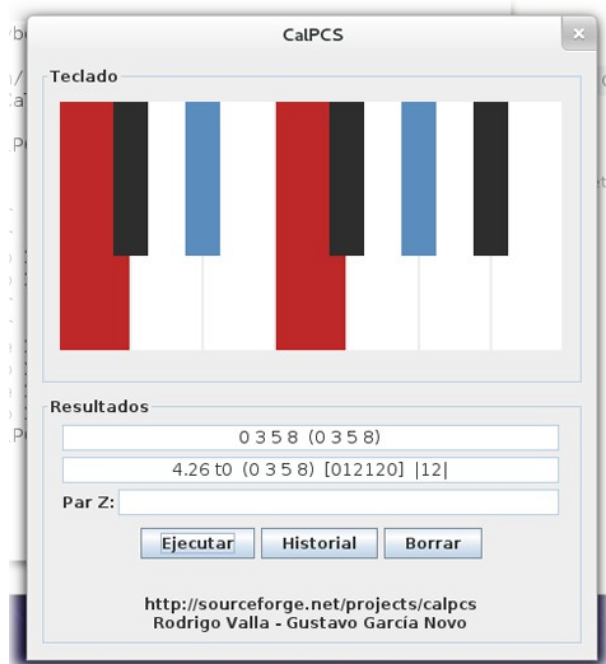 CalPCS
Teclado
Resultados
0 3 5 8 (0 3 5 8)
4.26 t0 (0 3 5 8) [012120] |12|
Par Z:
Ejecutar Historial Borrar
http://sourceforge.net/projects/calpcs
Rodrigo Valla - Gustavo García Novo